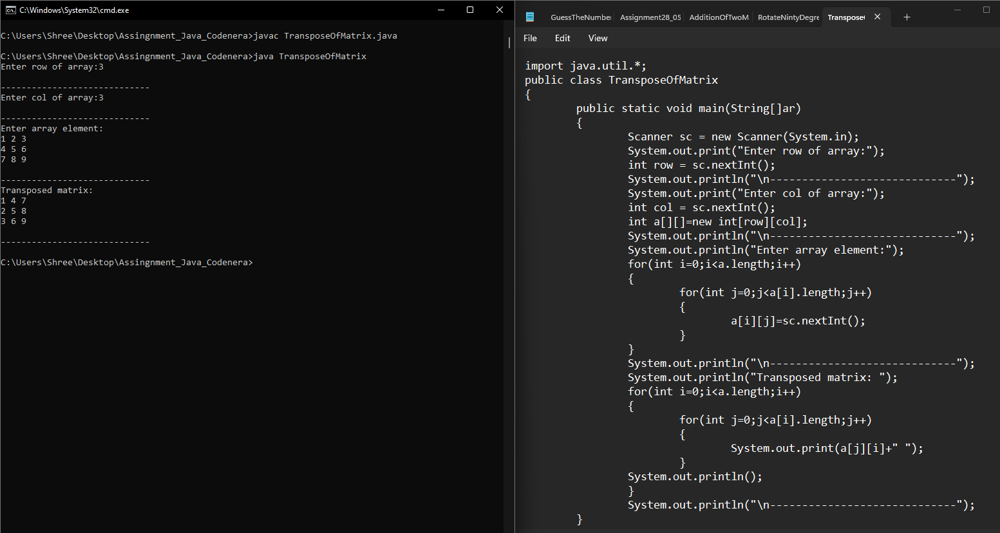 C:\Windows\System32\cmd.exe
C:\Users\Shree\Desktop\Assingnment_Java_Codenera>javac TransposeOfMatrix.java
C:\Users\Shree\Desktop\Assingnment_Java_Codenera>java TransposeOfMatrix
Enter row of array:3
-----------------------------
Enter col of array:3
-----------------------------
Enter array element:
1 2 3
4 5 6
7 8 9
-----------------------------
Transposed matrix:
1 4 7
2 5 8
3 6 9
-----------------------------
C:\Users\Shree\Desktop\Assingnment_Java_Codenera>
GuessTheNumber Assignment28_05 AdditionOfTwoM RotateNintyDegre Transpose
File Edit View
import java.util.*;
public class TransposeOfMatrix
{
public static void main(String[]ar)
{
Scanner sc = new Scanner(System.in);
System.out.print("Enter row of array:");
int row = sc.nextInt();
System.out.println("\n-----------------------------");
System.out.print("Enter col of array:");
int col = sc.nextInt();
int a[][]=new int[row][col];
System.out.println("\n-----------------------------");
System.out.println("Enter array element:");
for(int i=0;i<a.length;i++)
{
for(int j=0;j<a[i].length;j++)
{
a[i][j]=sc.nextInt();
}
}
System.out.println("\n-----------------------------");
System.out.println("Transposed matrix: ");
for(int i=0;i<a.length;i++)
{
for(int j=0;j<a[i].length;j++)
{
System.out.print(a[j][i]+" ");
}
System.out.println();
}
System.out.println("\n-----------------------------");
}